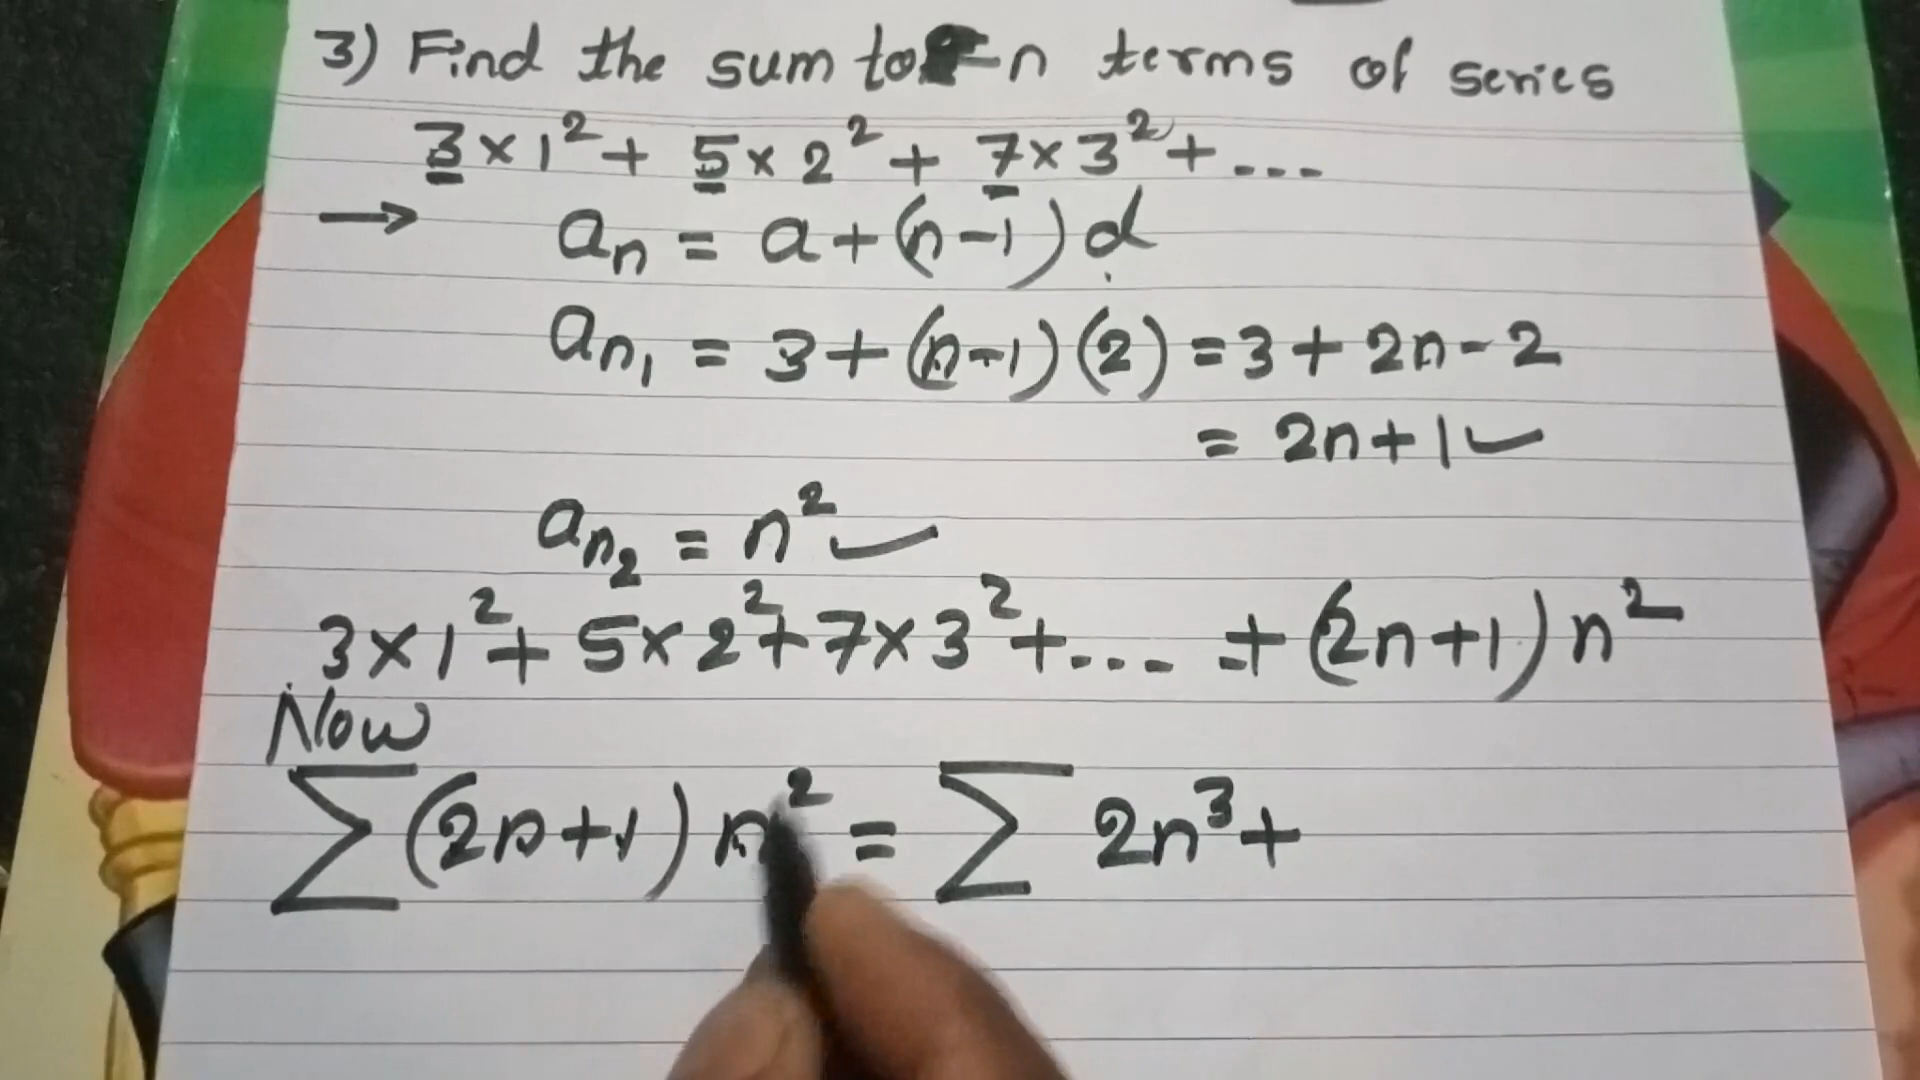 3) Find the sum to n terms of series
3×1²+ 5×2²+ 7×3²+...
→ aₙ = a+(n-1)d
aₙ₁ = 3+(n-1)(2)=3+2n-2
= 2n+1 ✓
aₙ₂ = n² ✓
3×1²+5×2²+7×3²+.... +(2n+1)n²
Now
∑(2n+1)n² = ∑ 2n³+